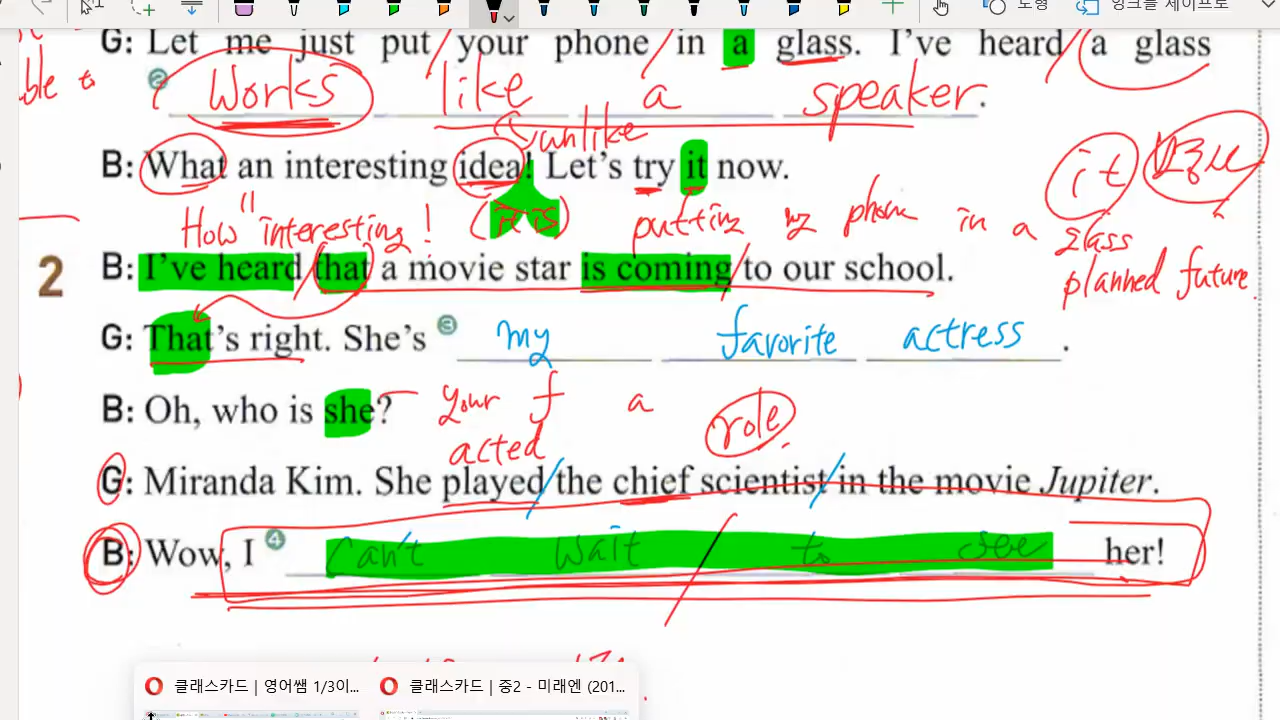 도형
잉크를 셰이프로
G: Let me just put / your phone / in a glass. I've heard / a glass
ble to
② works like a speaker.
unlike
B: What an interesting idea! Let's try it now.
it
How interesting! (it is) putting my phone in a glass
planned future
2 B: I've heard / that a movie star is coming / to our school.
G: That's right. She's ③ my favorite actress.
B: Oh, who is she? your f a role
acted
G: Miranda Kim. She played / the chief scientist / in the movie Jupiter.
B: Wow, I ④ can't wait / to see her!
클래스카드 | 영어쌤 1/3이...
클래스카드 | 중2 - 미래엔 (201...